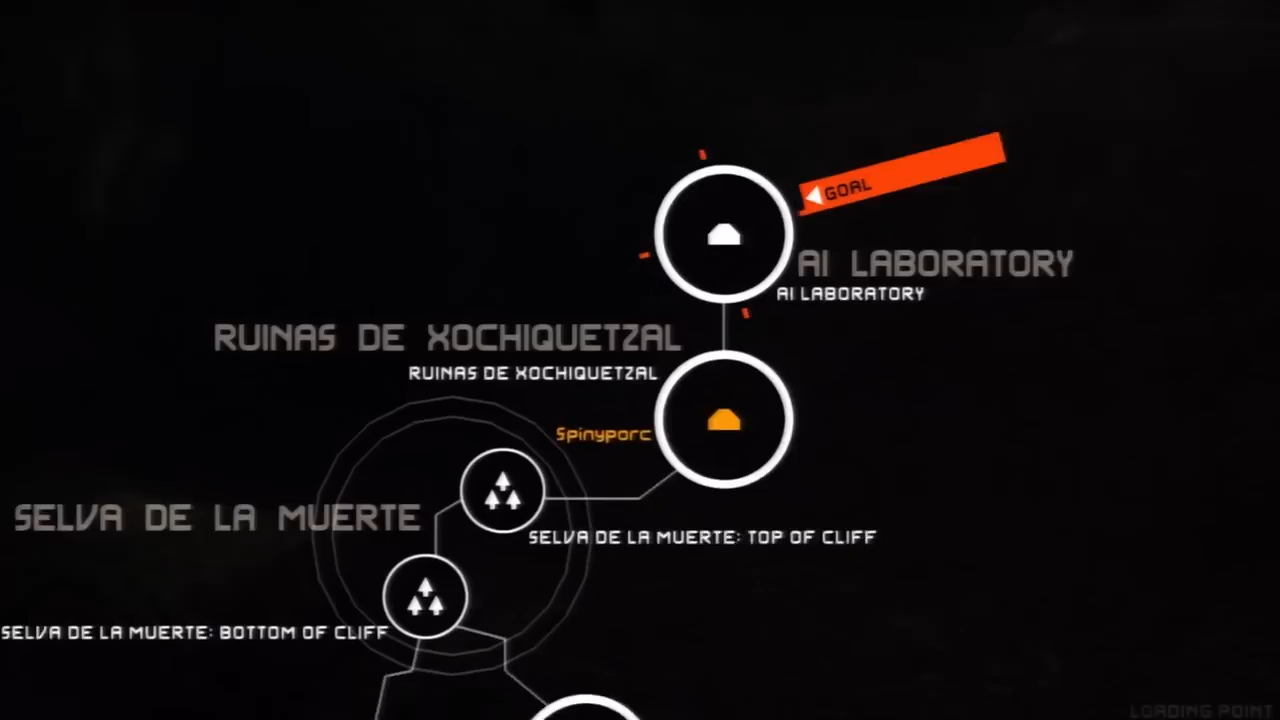 GOAL
AI LABORATORY
AI LABORATORY
RUINAS DE XOCHIQUETZAL
RUINAS DE XOCHIQUETZAL
Spinyporc
SELVA DE LA MUERTE
SELVA DE LA MUERTE: TOP OF CLIFF
SELVA DE LA MUERTE: BOTTOM OF CLIFF
LOADING POINT